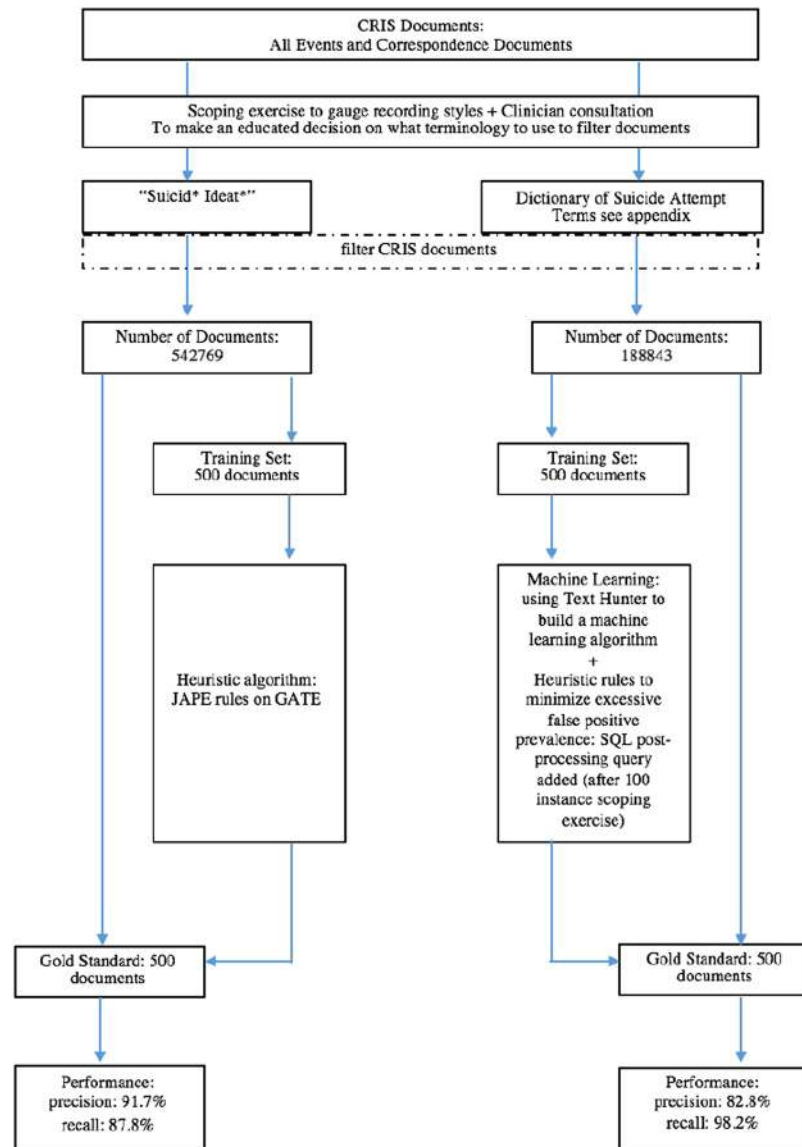 CRIS Documents:
All Events and Correspondence Documents
Scoping exercise to gauge recording styles + Clinician consultation
To make an educated decision on what terminology to use to filter documents
“Suicid* Ideat*”
Dictionary of Suicide Attempt
Terms see appendix
filter CRIS documents
Number of Documents:
542769
Number of Documents:
188843
Training Set:
500 documents
Training Set:
500 documents
Heuristic algorithm:
JAPE rules on GATE
Machine Learning:
using Text Hunter to
build a machine
learning algorithm
+
Heuristic rules to
minimize excessive
false positive
prevalence: SQL post-
processing query
added (after 100
instance scoping
exercise)
Gold Standard: 500
documents
Gold Standard: 500
documents
Performance:
precision: 91.7%
recall: 87.8%
Performance:
precision: 82.8%
recall: 98.2%